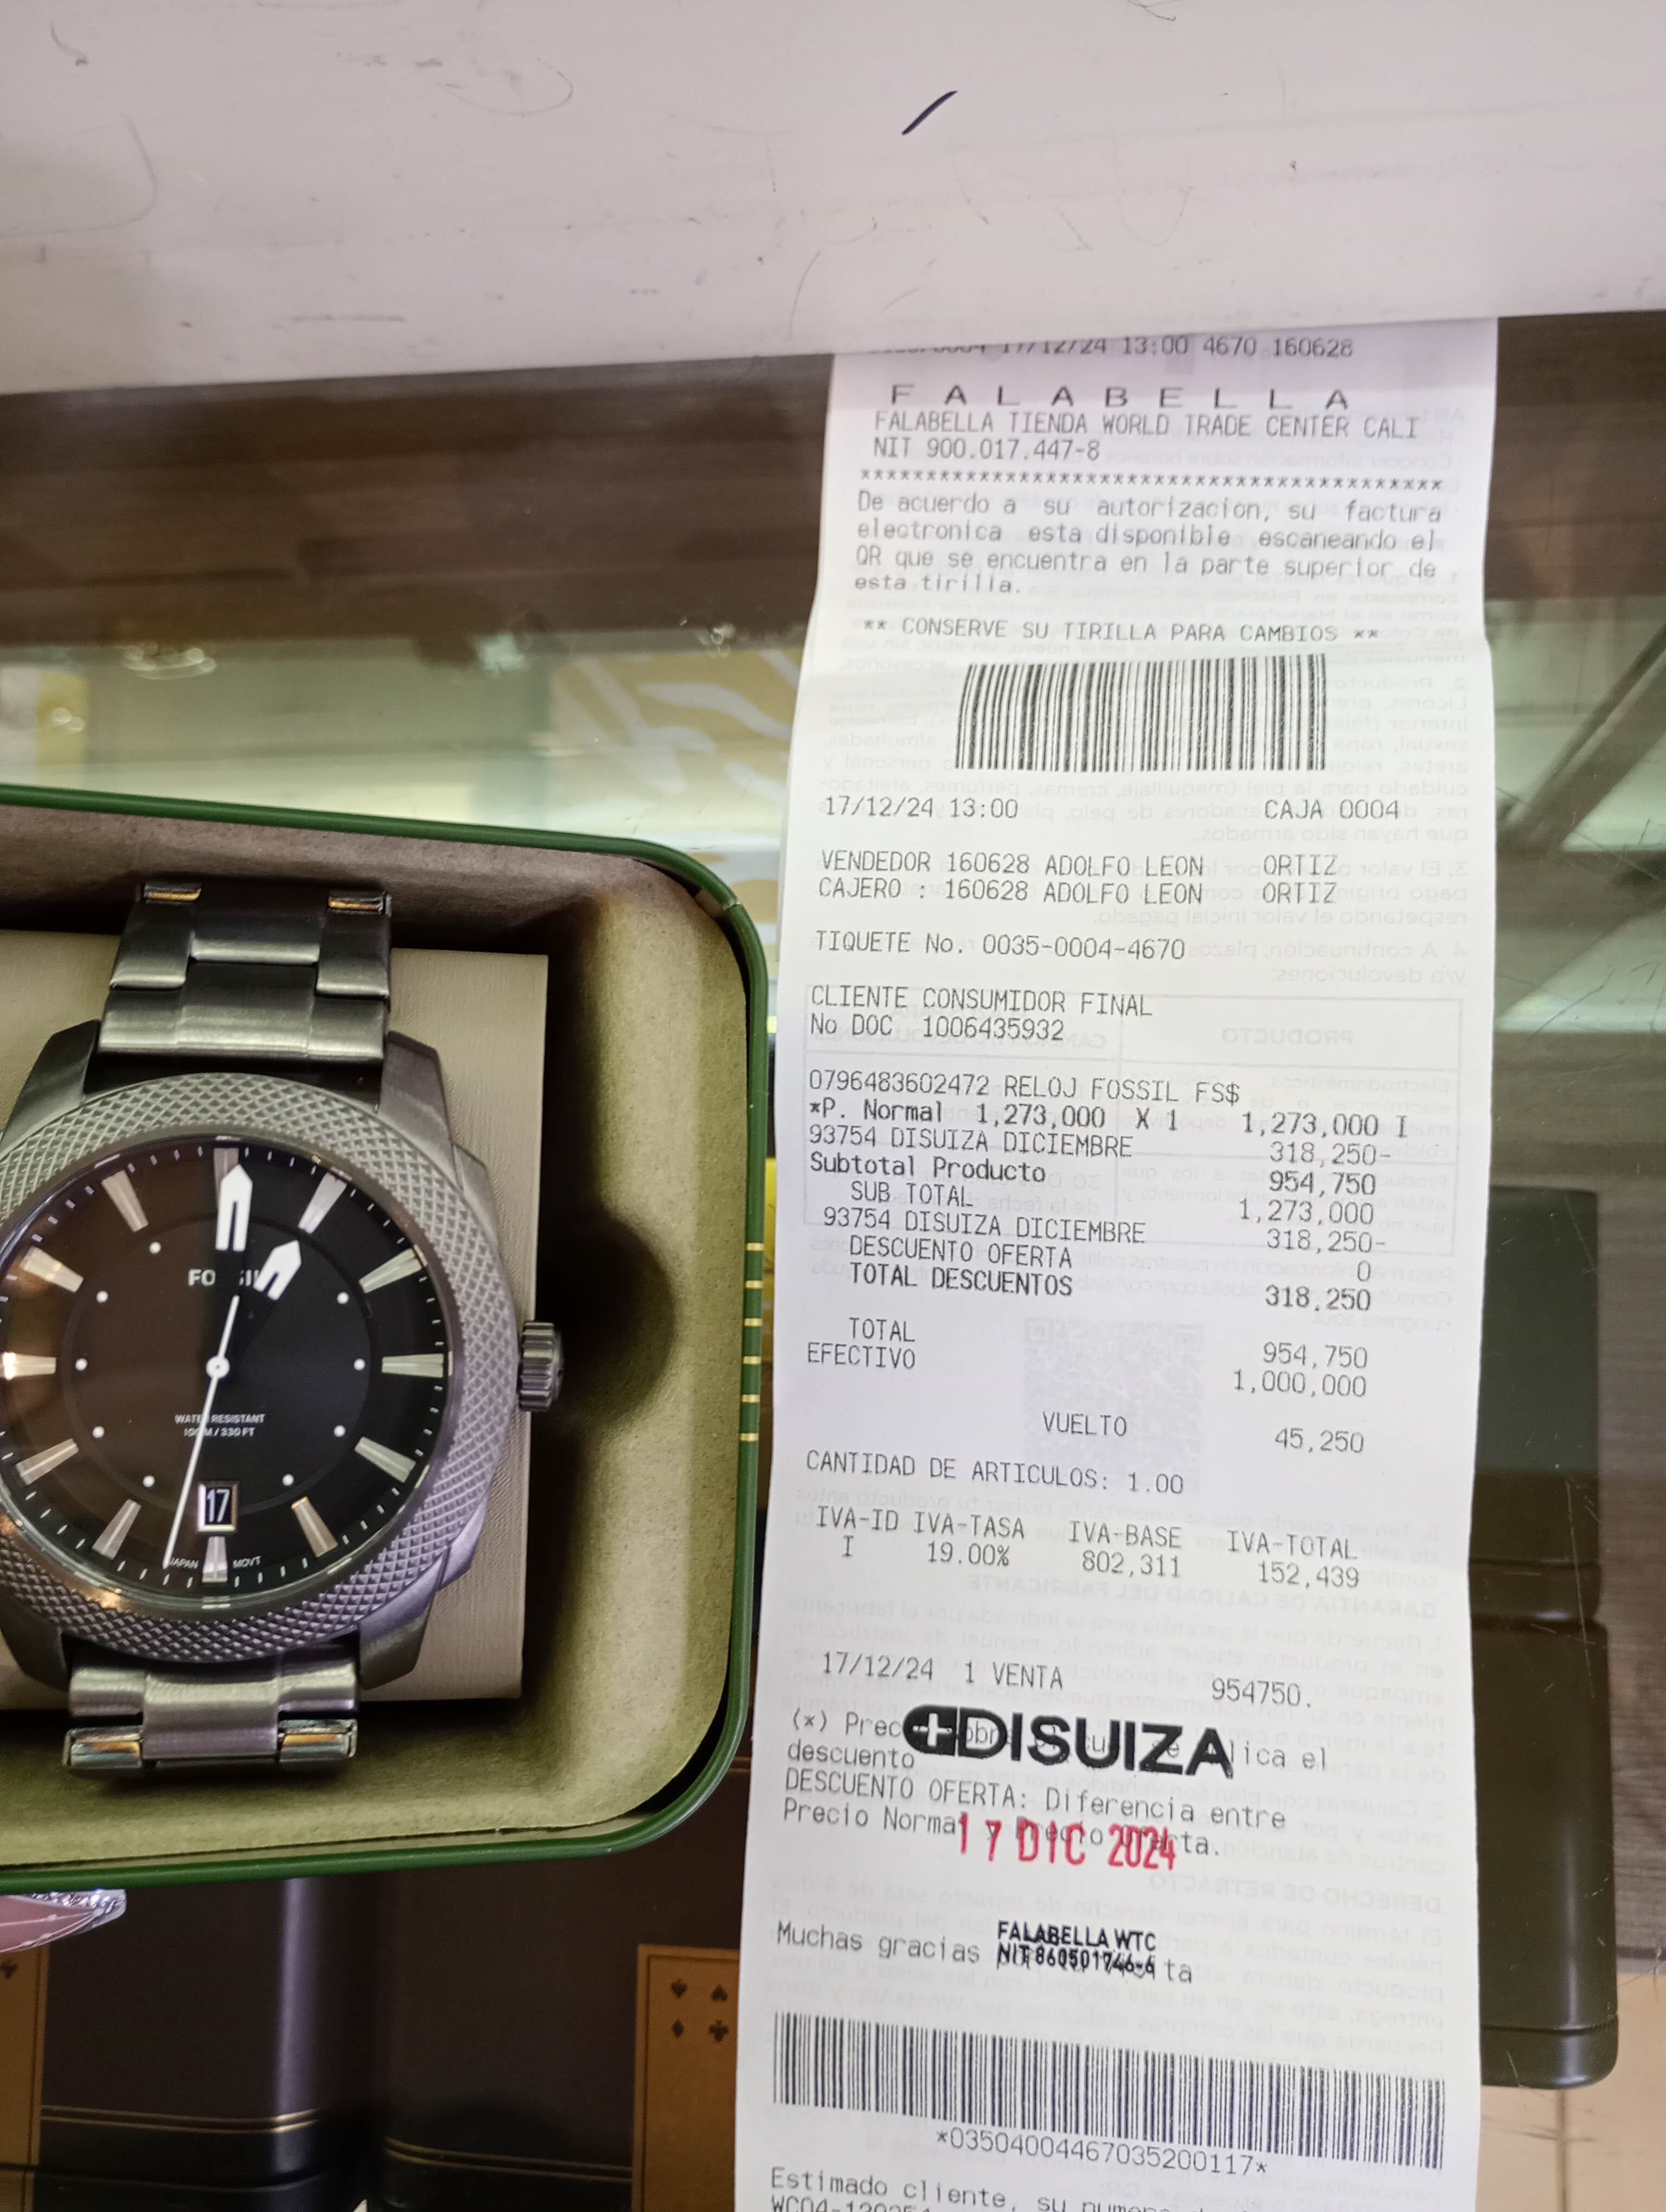 17/12/24 13:00 4670 160628
FALABELLA
FALABELLA TIENDA WORLD TRADE CENTER CALI
NIT 900.017.447-8
******************************************
De acuerdo a su autorizacion, su factura
electronica esta disponible escaneando el
QR que se encuentra en la parte superior de
esta tirilla.
** CONSERVE SU TIRILLA PARA CAMBIOS **
17/12/24 13:00 CAJA 0004
VENDEDOR 160628 ADOLFO LEON ORTIZ
CAJERO : 160628 ADOLFO LEON ORTIZ
TIQUETE No. 0035-0004-4670
CLIENTE CONSUMIDOR FINAL
No DOC 1006435932
0796483602472 RELOJ FOSSIL FS$
*P. Normal 1,273,000 X 1 1,273,000 I
93754 DISUIZA DICIEMBRE 318,250-
Subtotal Producto 954,750
SUB TOTAL 1,273,000
93754 DISUIZA DICIEMBRE 318,250-
DESCUENTO OFERTA 0
TOTAL DESCUENTOS 318,250
TOTAL 954,750
EFECTIVO 1,000,000
VUELTO 45,250
CANTIDAD DE ARTICULOS: 1.00
IVA-ID IVA-TASA IVA-BASE IVA-TOTAL
I 19.00% 802,311 152,439
17/12/24 1 VENTA 954750.
DISUIZA
(*) el
descuento
DESCUENTO OFERTA: Diferencia entre
Precio Normal y Precio
17 DIC 2024
FALABELLA WTC
NIT 860501746-6
Muchas gracias
*03504004467035200117*
Estimado cliente, su
FOSSIL
WATER RESISTANT
100M / 330 FT
17
JAPAN MOVT